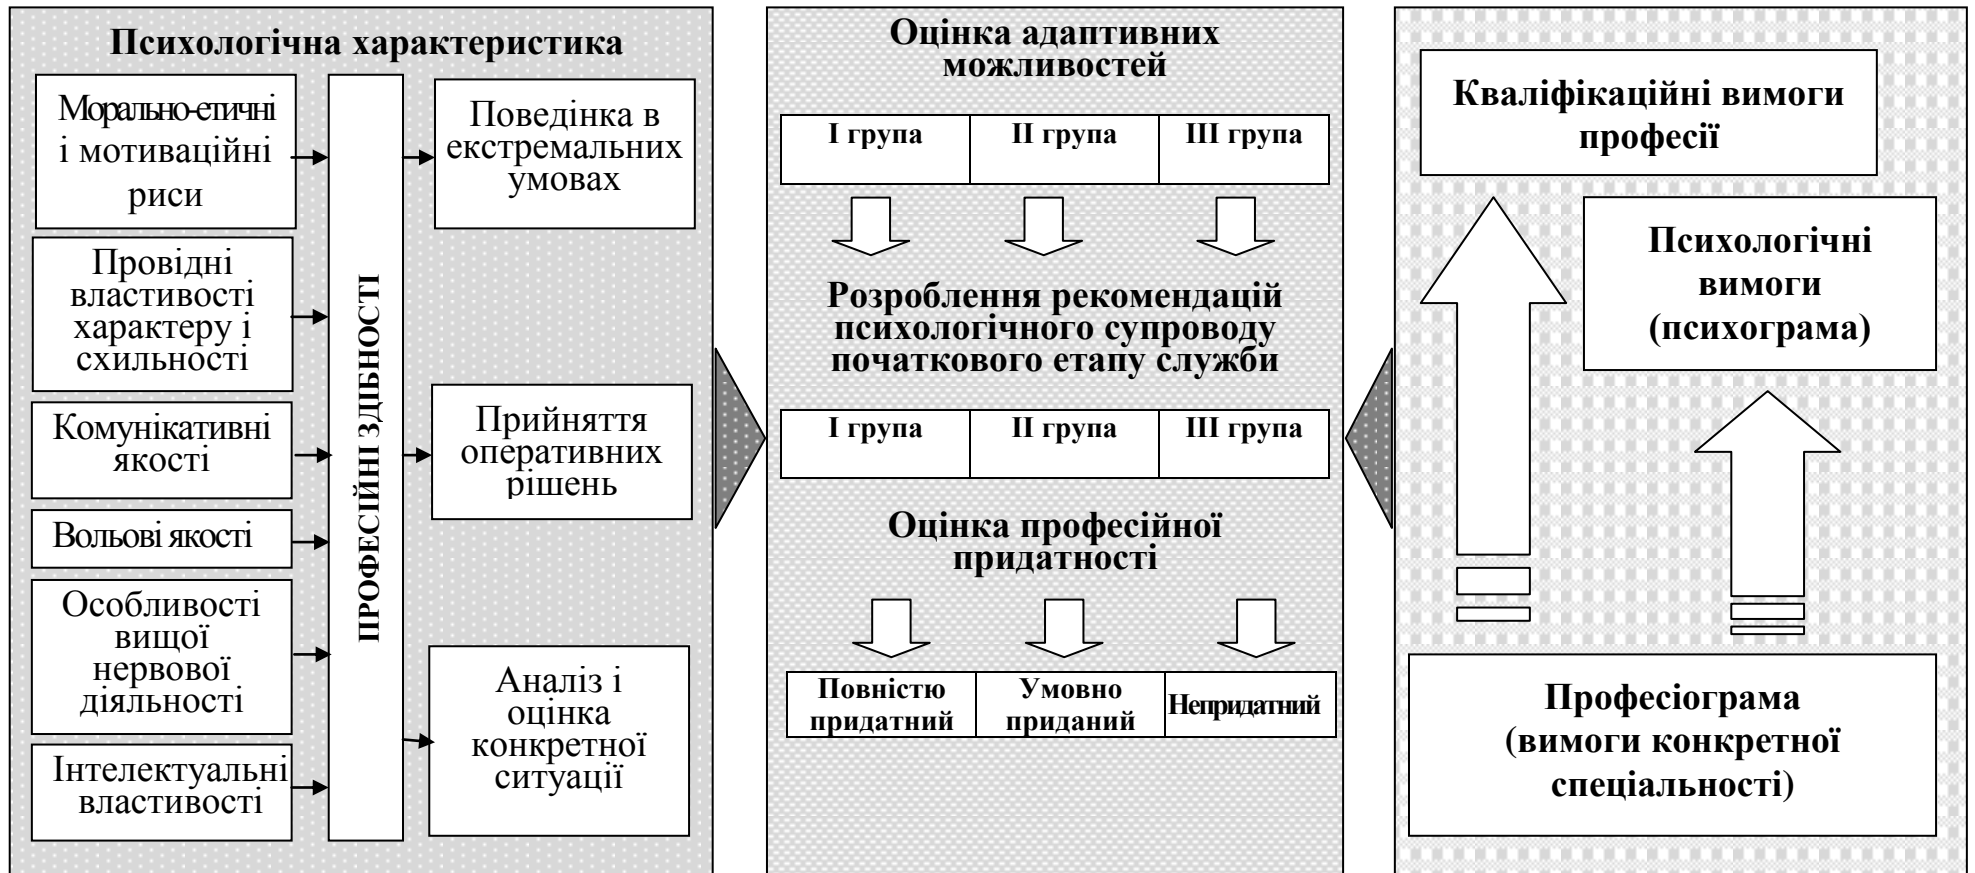 Психологічна характеристика
Морально-етичні
і мотиваційні
риси
Провідні
властивості
характеру і
схильності
Комунікативні
якості
Вольові якості
Особливості
вищої
нервової
діяльності
Інтелектуальні
властивості
ПРОФЕСІЙНІ ЗДІБНОСТІ
Поведінка в
екстремальних
умовах
Прийняття
оперативних
рішень
Аналіз і
оцінка
конкретної
ситуації
Оцінка адаптивних
можливостей
І група
ІІ група
ІІІ група
Розроблення рекомендацій
психологічного супроводу
початкового етапу служби
І група
ІІ група
ІІІ група
Оцінка професійної
придатності
Повністю
придатний
Умовно
приданий
Непридатний
Кваліфікаційні вимоги
професії
Психологічні
вимоги
(психограма)
Професіограма
(вимоги конкретної
спеціальності)